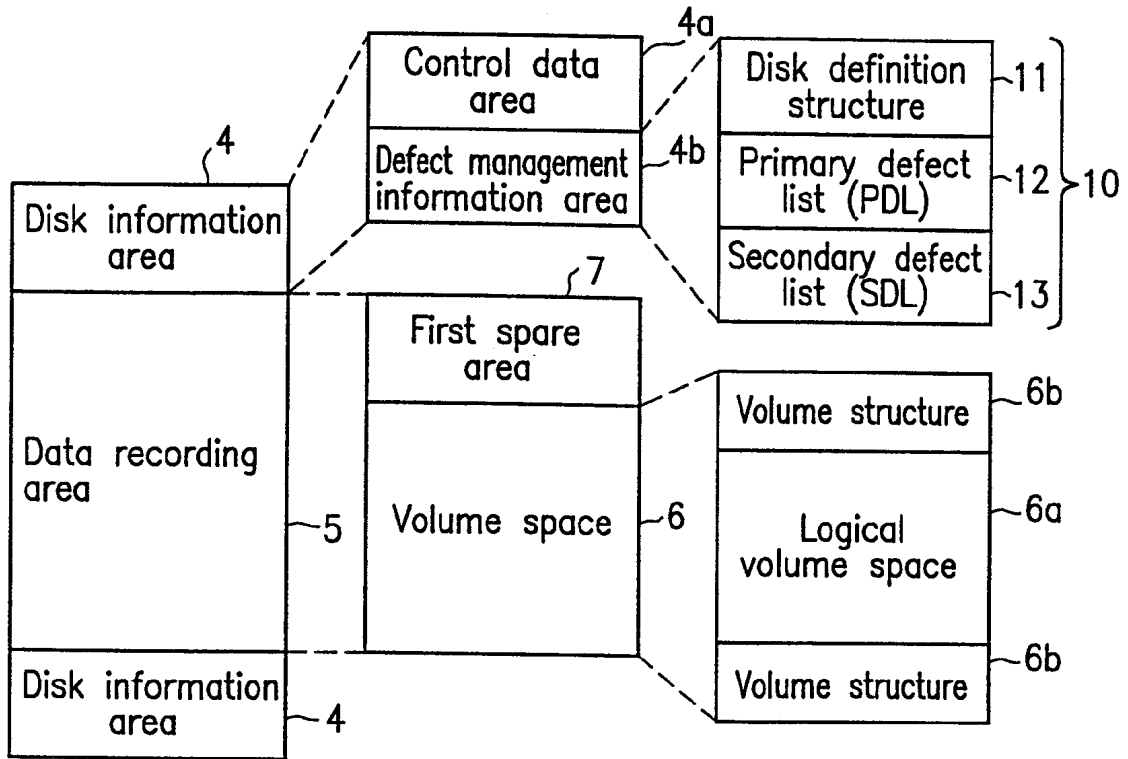 4
Disk information
area
Data recording
area
5
Disk information
area
4
4a
Control data
area
4b
Defect management
information area
7
First spare
area
Volume space
6
Disk definition
structure
11
Primary defect
list (PDL)
12
Secondary defect
list (SDL)
13
10
Volume structure
6b
Logical
volume space
6a
Volume structure
6b